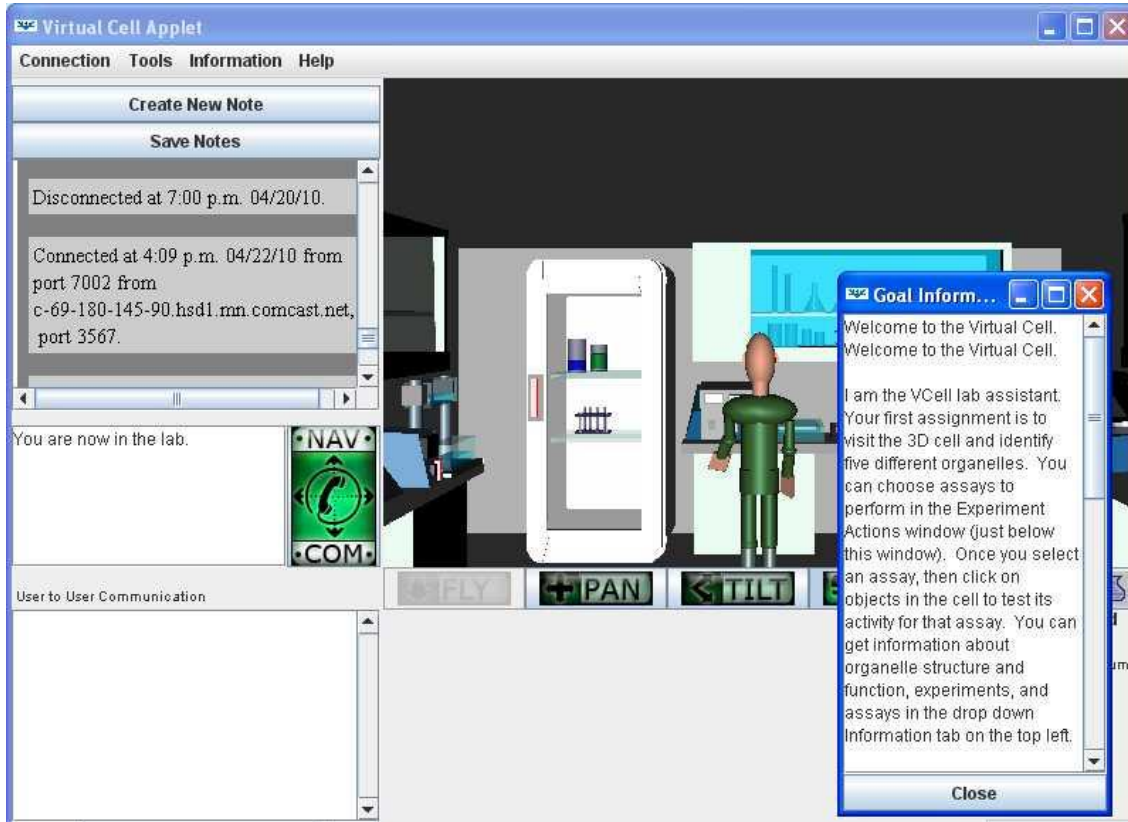 Virtual Cell Applet
Connection Tools Information Help
Create New Note
Save Notes
Disconnected at 7:00 p.m. 04/20/10.
Connected at 4:09 p.m. 04/22/10 from
port 7002 from
c-69-180-145-90.hsd1.mn.comcast.net,
port 3567.
You are now in the lab.
NAV
COM
User to User Communication
FLY
PAN
TILT
Goal Inform...
Welcome to the Virtual Cell.
Welcome to the Virtual Cell.
I am the VCell lab assistant.
Your first assignment is to
visit the 3D cell and identify
five different organelles. You
can choose assays to
perform in the Experiment
Actions window (just below
this window). Once you select
an assay, then click on
objects in the cell to test its
activity for that assay. You can
get information about
organelle structure and
function, experiments, and
assays in the drop down
Information tab on the top left.
Close